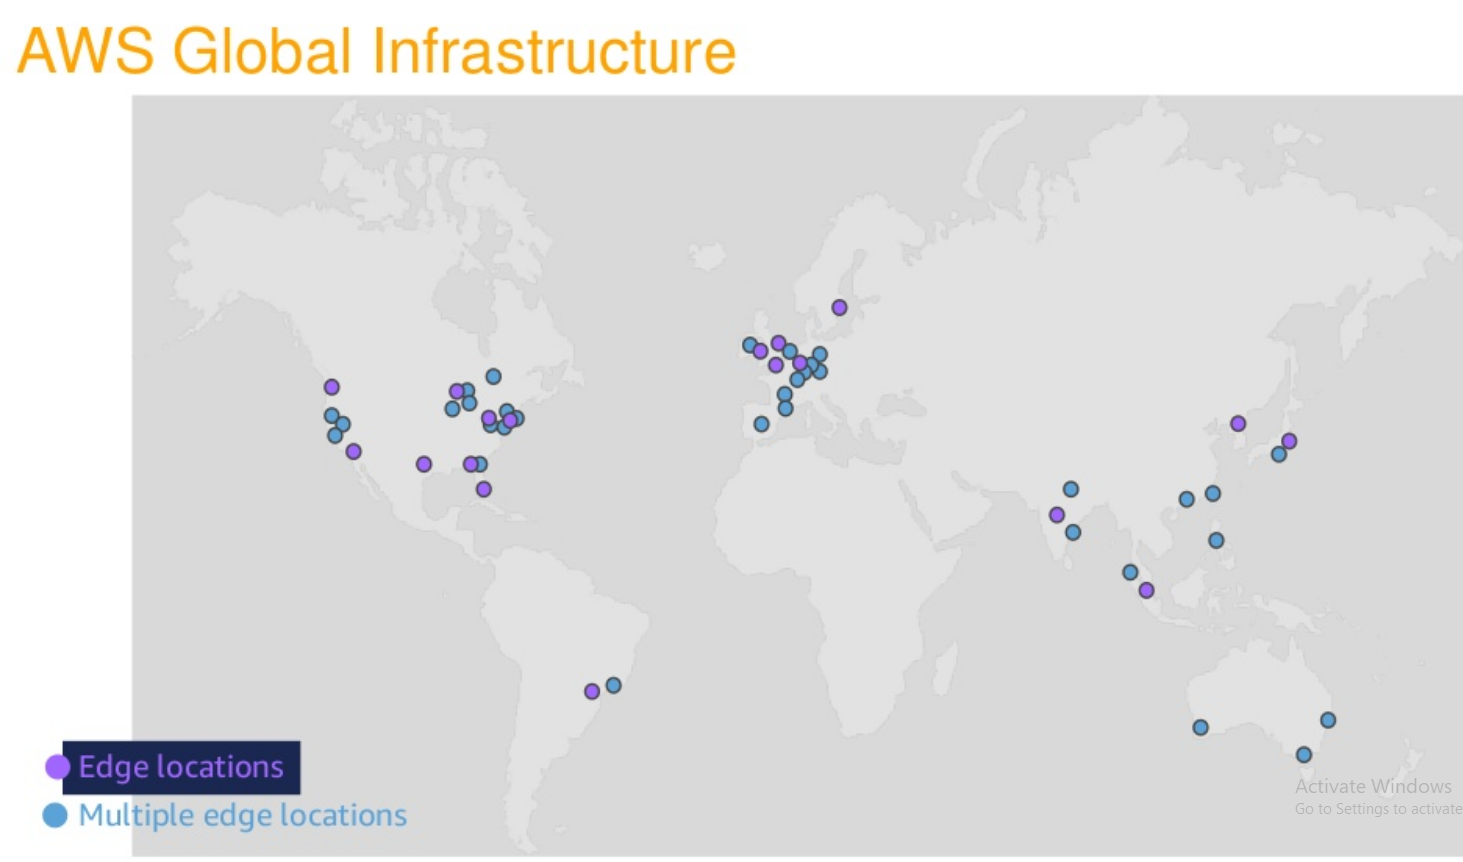 AWS Global Infrastructure
Edge locations
Multiple edge locations
Activate Windows
Go to Settings to activate